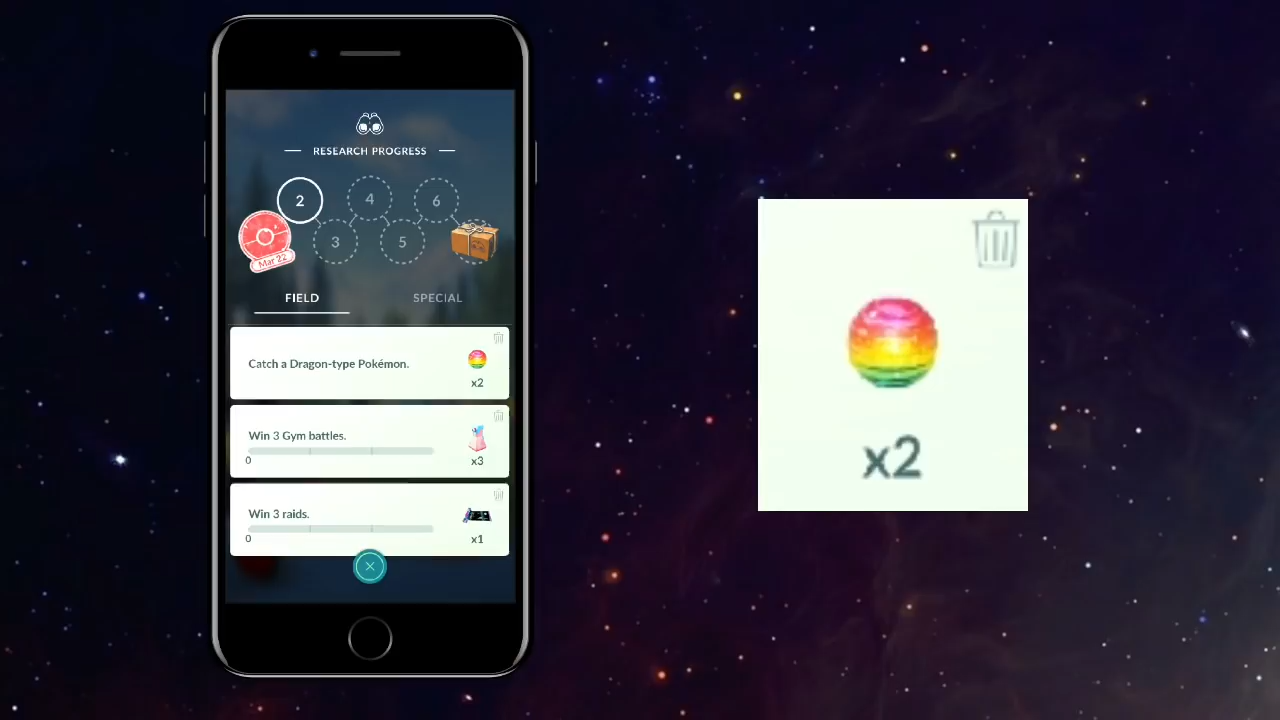 RESEARCH PROGRESS
2
4
6
3
5
Mar 22
FIELD
SPECIAL
Catch a Dragon-type Pokémon.
x2
Win 3 Gym battles.
0
x3
Win 3 raids.
0
x1
x2